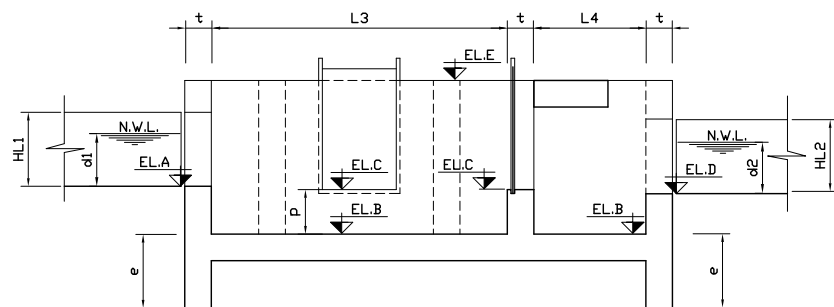 t L3 t L4 t
EL.E
HL1 d1 N.W.L. N.W.L. d2 HL2
EL.A EL.C EL.C EL.D
p EL.B EL.B
e e